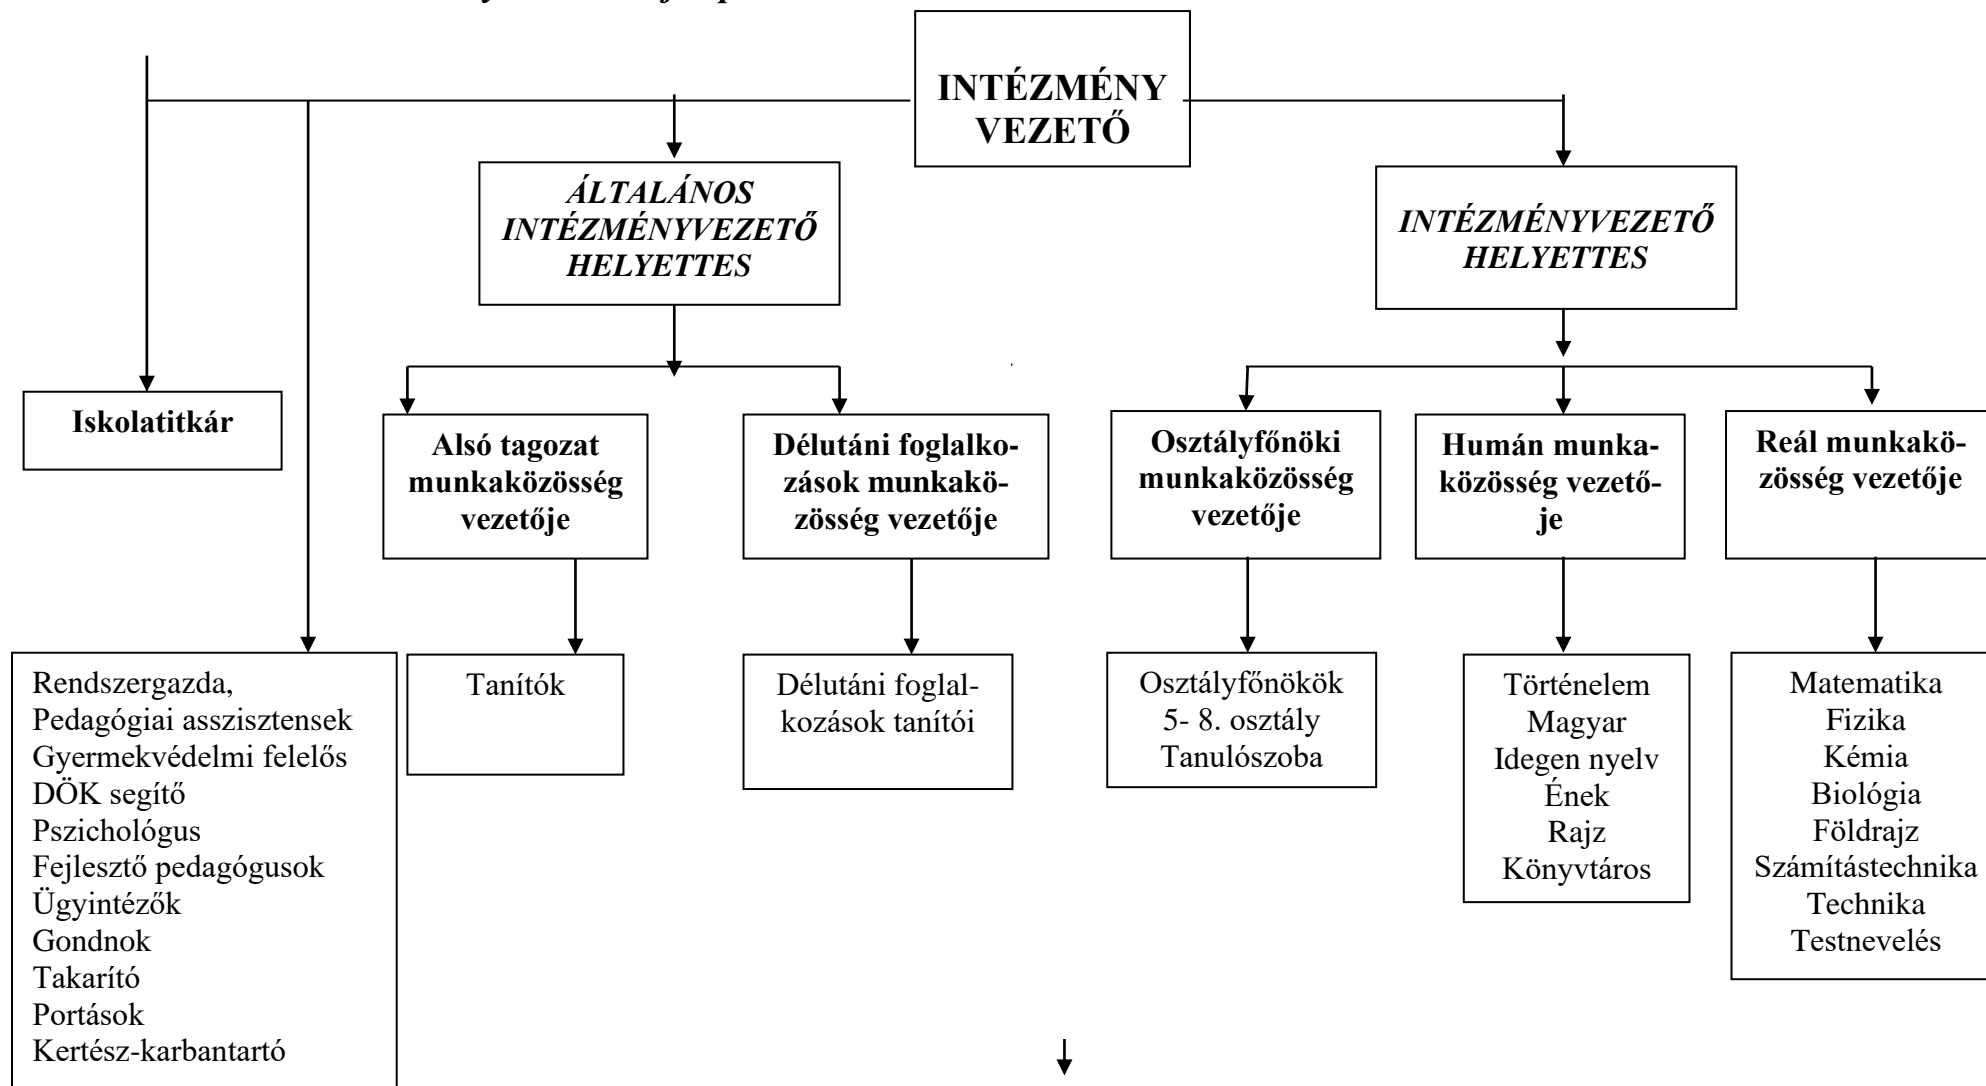 INTÉZMÉNY
VEZETŐ
ÁLTALÁNOS
INTÉZMÉNYVEZETŐ
HELYETTES
INTÉZMÉNYVEZETŐ
HELYETTES
Iskolatitkár
Alsó tagozat
munkaközösség
vezetője
Délutáni foglalko-
zások munkakö-
zösség vezetője
Osztályfőnöki
munkaközösség
vezetője
Humán munka-
közösség vezető-
je
Reál munkakö-
zösség vezetője
Rendszergazda,
Pedagógiai asszisztensek
Gyermekvédelmi felelős
DÖK segítő
Pszichológus
Fejlesztő pedagógusok
Ügyintézők
Gondnok
Takarító
Portások
Kertész-karbantartó
Tanítók
Délutáni foglal-
kozások tanítói
Osztályfőnökök
5- 8. osztály
Tanulószoba
Történelem
Magyar
Idegen nyelv
Ének
Rajz
Könyvtáros
Matematika
Fizika
Kémia
Biológia
Földrajz
Számítástechnika
Technika
Testnevelés